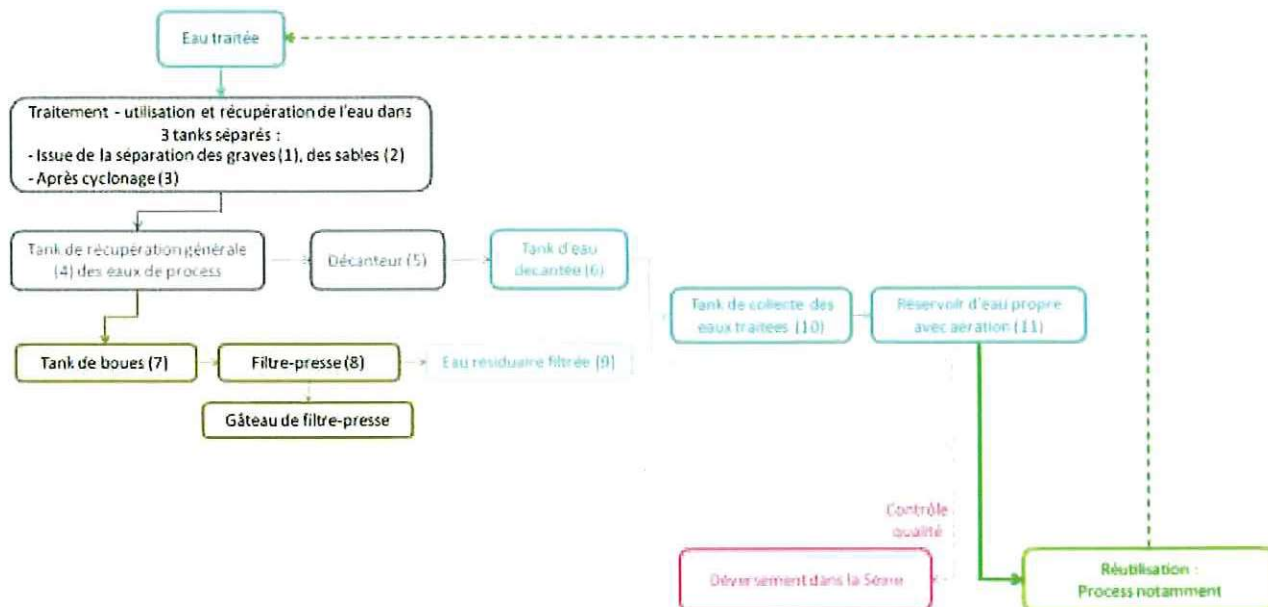 Eau traitée
Traitement - utilisation et récupération de l'eau dans
3 tanks séparés :
- Issue de la séparation des graves (1), des sables (2)
- Après cyclonage (3)
Tank de récupération générale
(4) des eaux de process
Décanteur (5)
Tank d'eau
decantée (6)
Tank de collecte des
eaux traitées (10)
Réservoir d'eau propre
avec aération (11)
Tank de boues (7)
Filtre-presse (8)
Eau résiduaire filtrée (9)
Gâteau de filtre-presse
Contrôle
qualité
Déversement dans la Seine
Réutilisation :
Process notamment